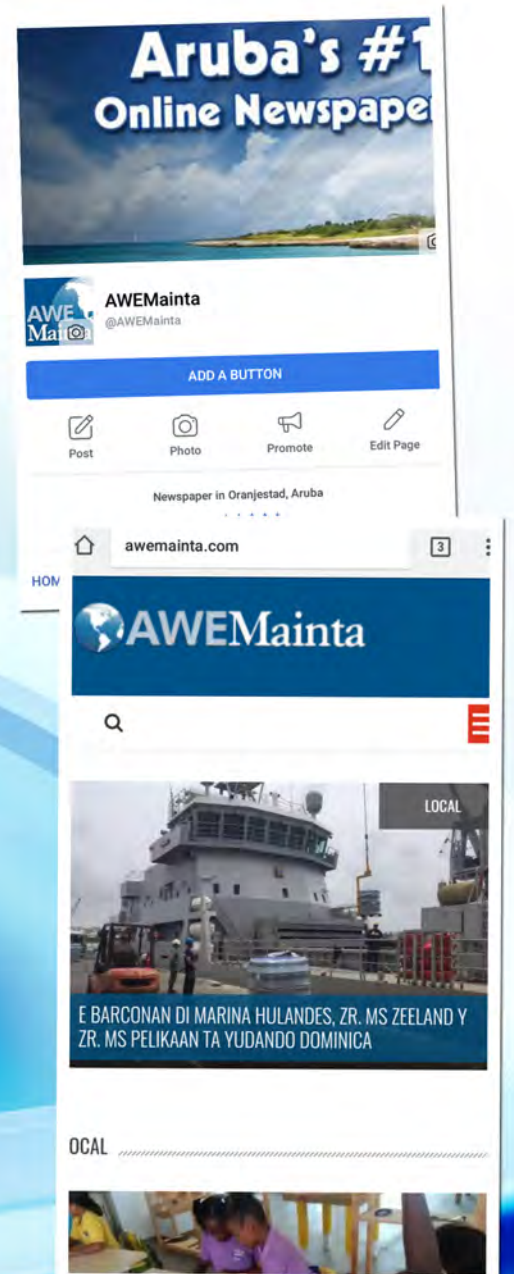 Aruba's #1
Online Newspaper
AWE
AWEMainta
@AWEMainta
ADD A BUTTON
Post
Photo
Promote
Edit Page
Newspaper in Oranjestad, Aruba
HOM
awemainta.com
3
AWEMainta
LOCAL
E BARCONAN DI MARINA HULANDES, ZR. MS ZEELAND Y
ZR. MS PELIKAAN TA YUDANDO DOMINICA
OCAL